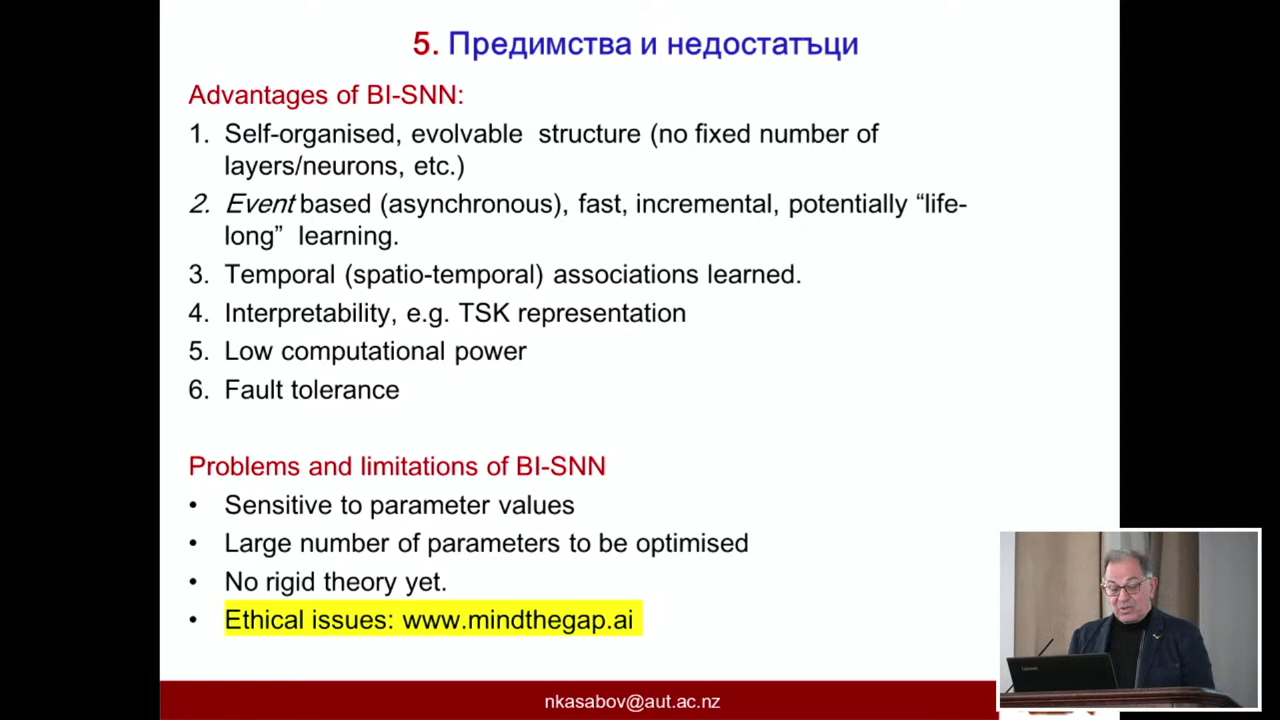 5. Предимства и недостатъци
Advantages of BI-SNN:
1. Self-organised, evolvable structure (no fixed number of
layers/neurons, etc.)
2. Event based (asynchronous), fast, incremental, potentially “life-
long” learning.
3. Temporal (spatio-temporal) associations learned.
4. Interpretability, e.g. TSK representation
5. Low computational power
6. Fault tolerance
Problems and limitations of BI-SNN
• Sensitive to parameter values
• Large number of parameters to be optimised
• No rigid theory yet.
• Ethical issues: www.mindthegap.ai
Lenovo
nkasabov@aut.ac.nz